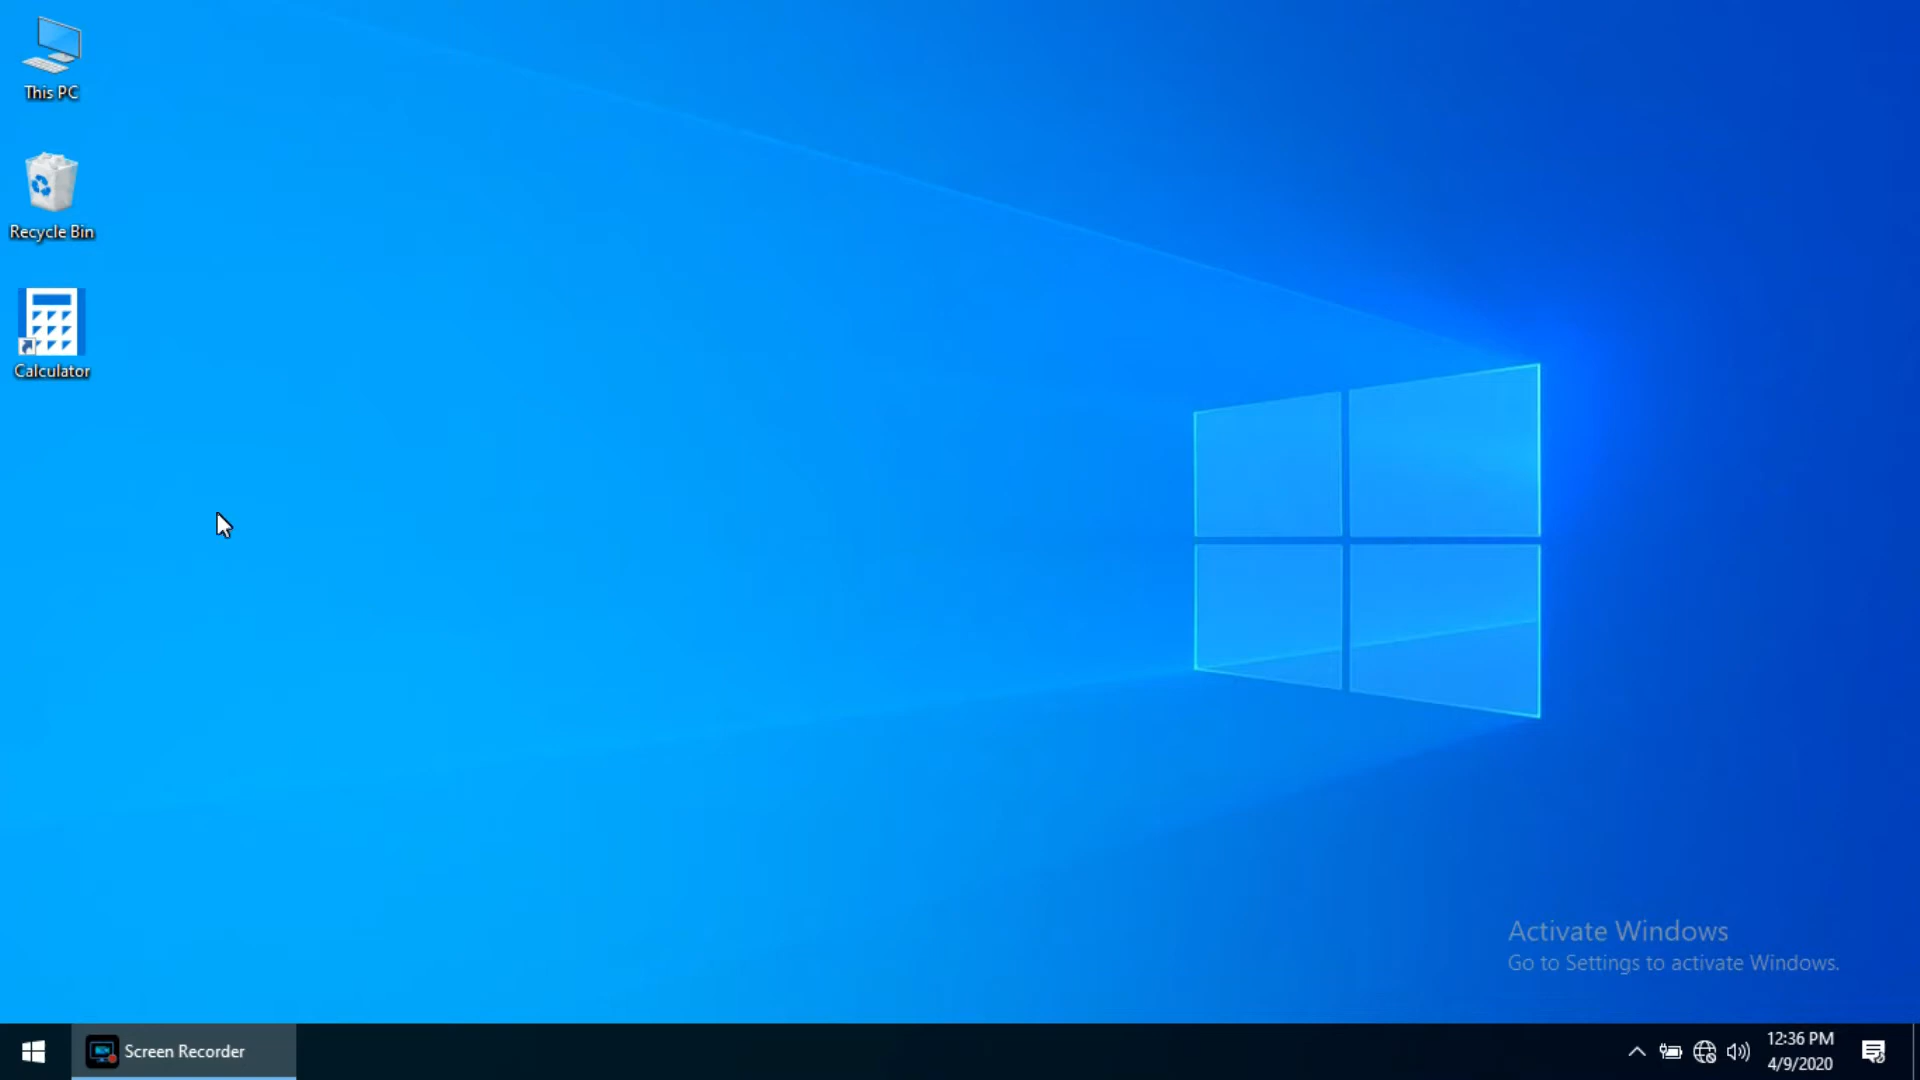 This PC
Recycle Bin
Calculator
Activate Windows
Go to Settings to activate Windows.
Screen Recorder
12:36 PM
4/9/2020